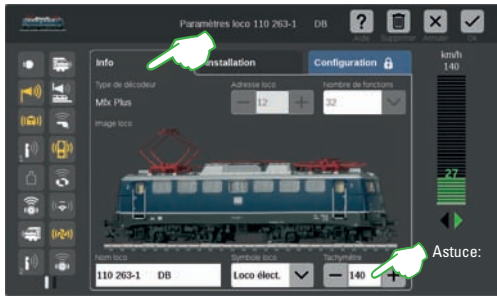 Paramètres loco 110 263-1 DB
?
Aide Supprimer Annuler Ok
Info
Installation
Configuration
km/h
140
Type de décodeur
Mfx Plus
Adresse loco
12
Nombre de fonctions
32
Image loco
27
Astuce:
Nom loco
110 263-1 DB
Symbole loco
Loco élect.
Tachymètre
140